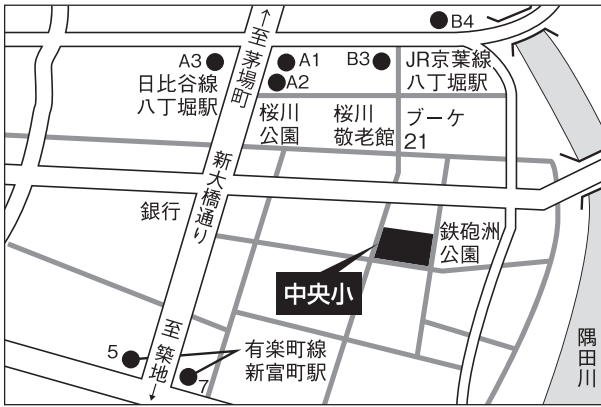 B4
↑至茅場町
A3
A1
A2
B3
JR京葉線
八丁堀駅
日比谷線
八丁堀駅
桜川
公園
桜川
敬老館
ブーケ
21
新大橋通り
銀行
鉄砲洲
公園
中央小
至築地↓
5
7
有楽町線
新富町駅
隅田川